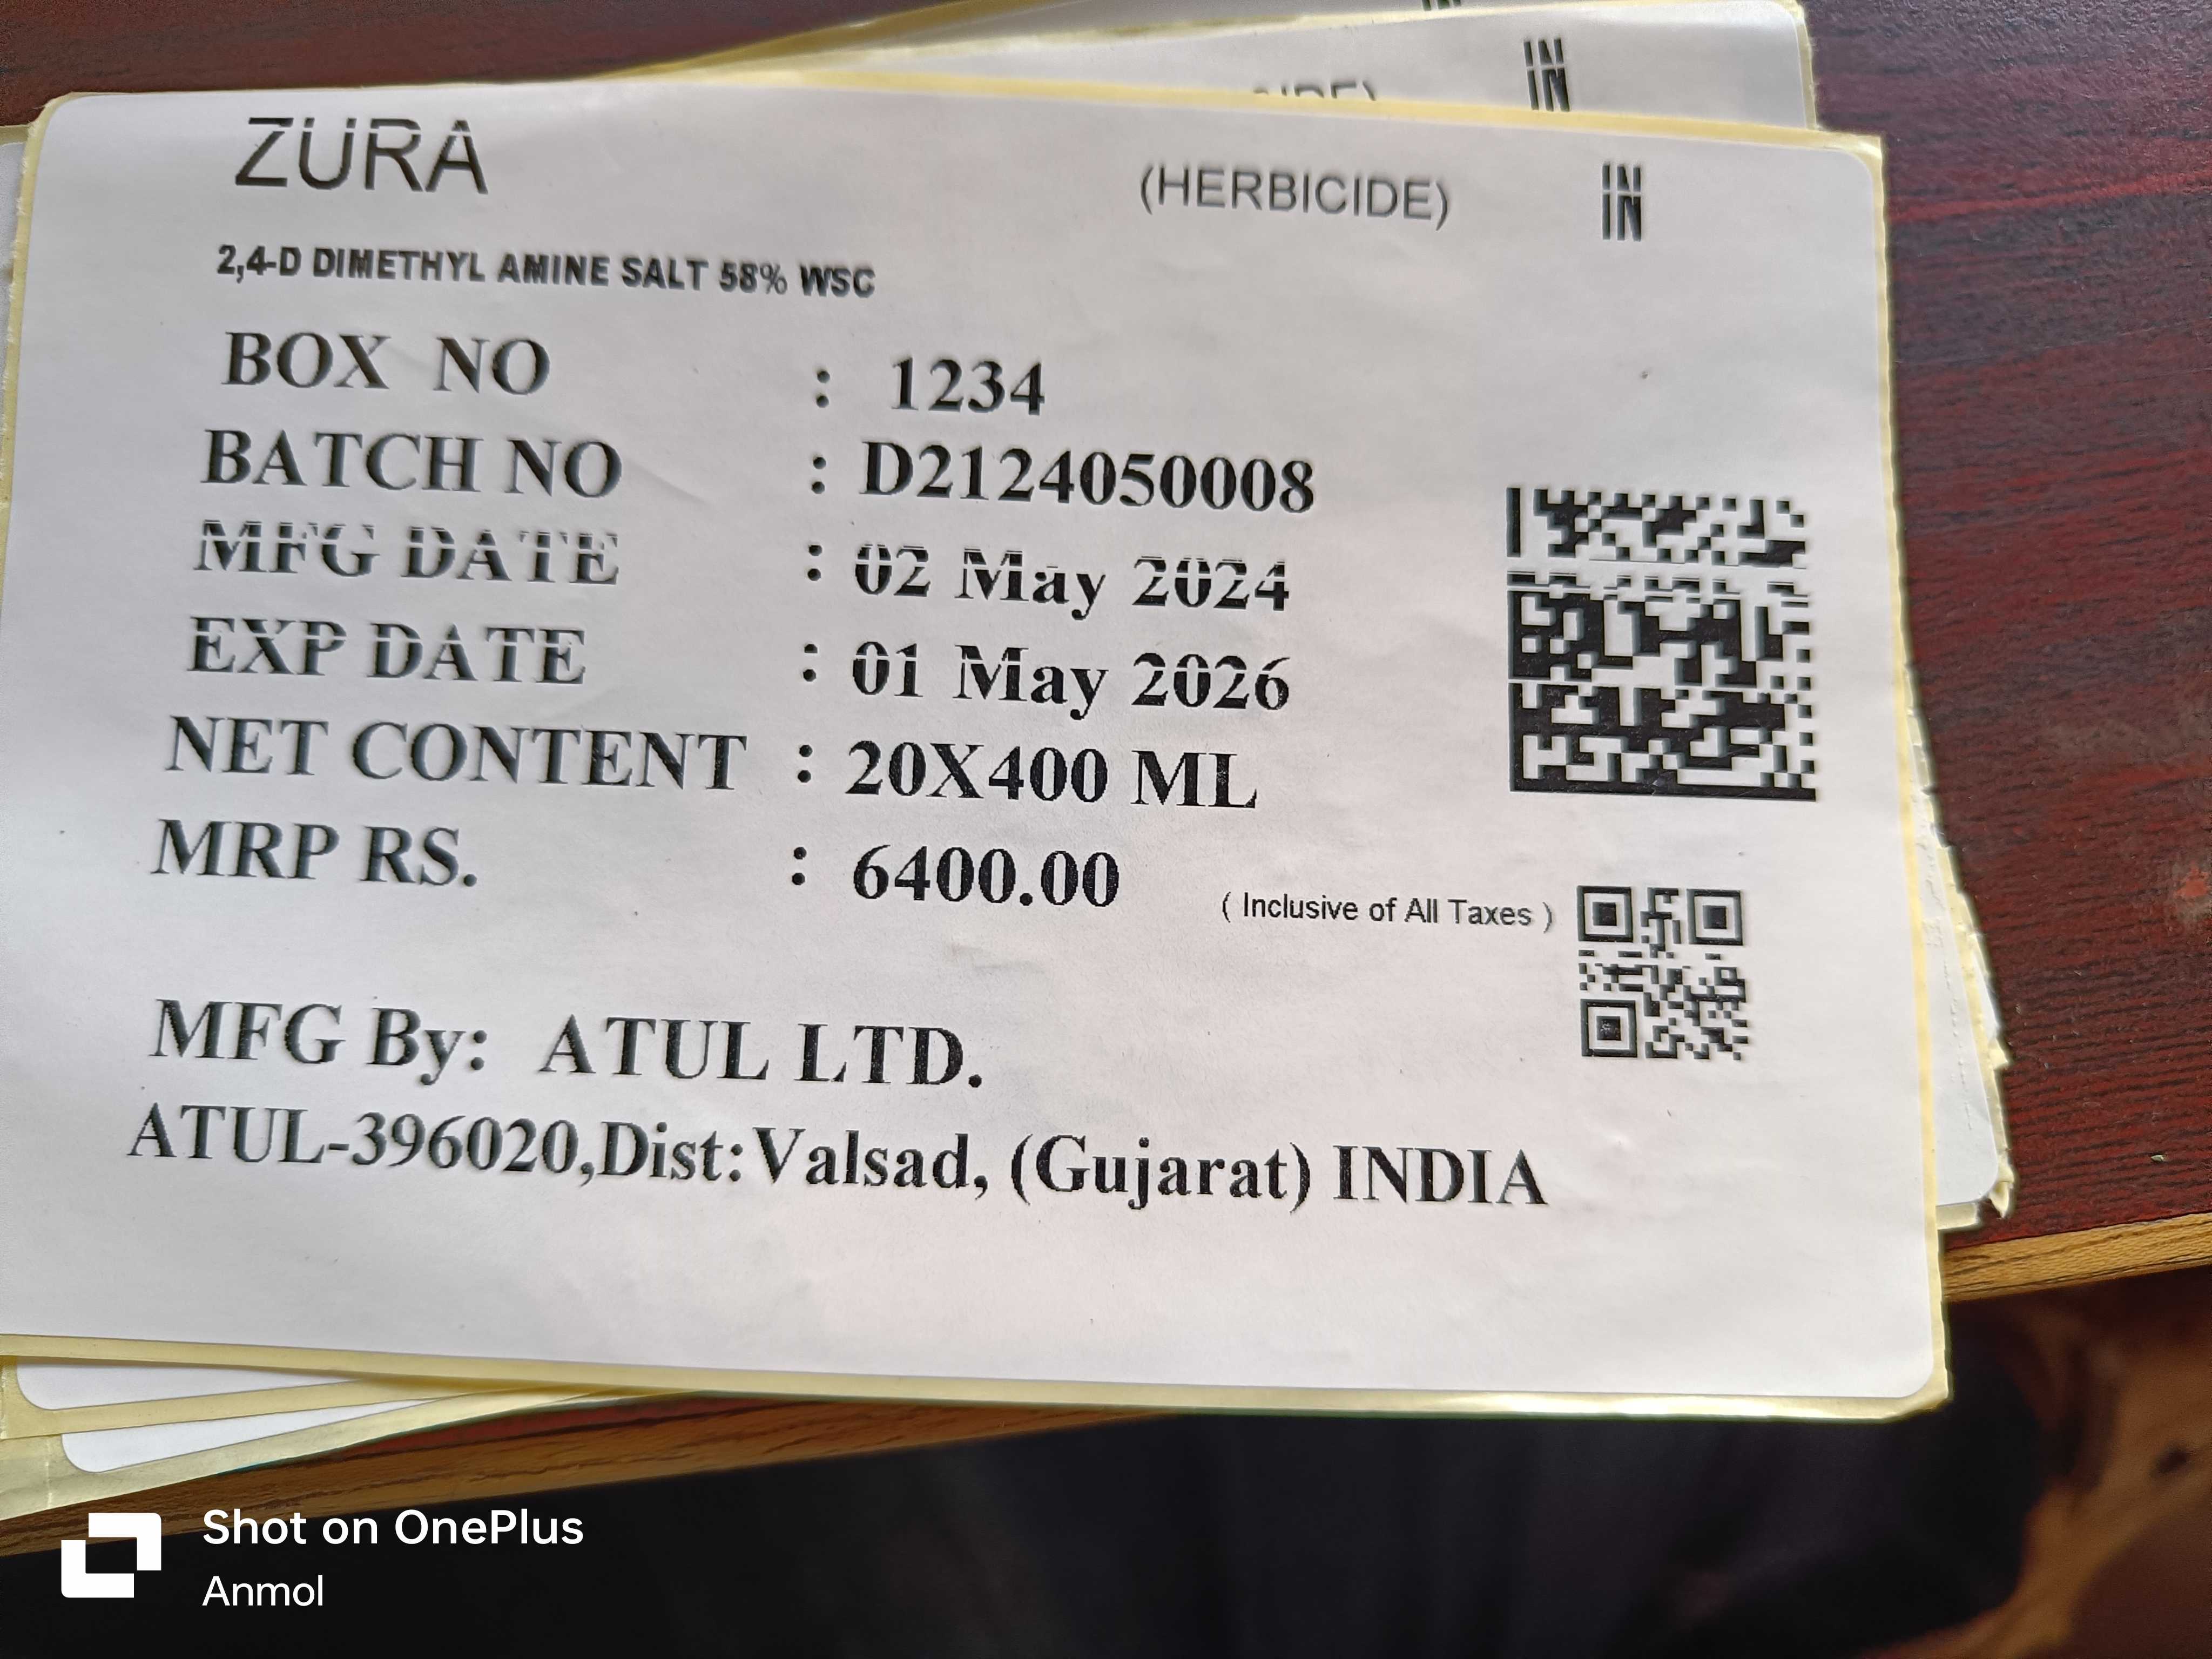 ZURA (HERBICIDE) IN
IN
2,4-D DIMETHYL AMINE SALT 58% WSC
BOX NO : 1234
BATCH NO : D2124050008
MFG DATE : 02 May 2024
EXP DATE : 01 May 2026
NET CONTENT : 20X400 ML
MRP RS. : 6400.00 ( Inclusive of All Taxes )
MFG By: ATUL LTD.
ATUL-396020,Dist:Valsad, (Gujarat) INDIA
IN
IN
Shot on OnePlus
Anmol